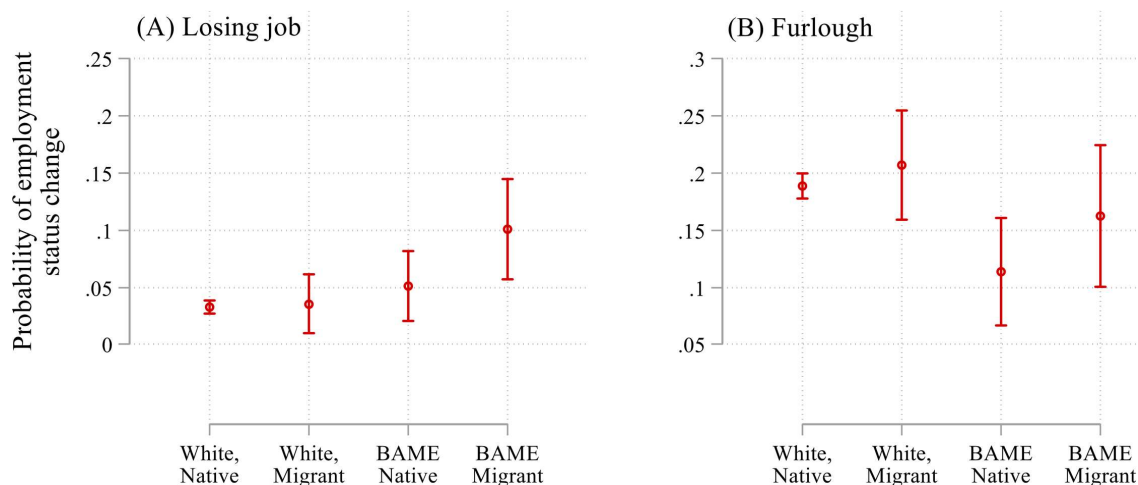 (A) Losing job
Probability of employment
status change
.25
.2
.15
.1
.05
0
White,
Native
White,
Migrant
BAME
Native
BAME
Migrant
(B) Furlough
.3
.25
.2
.15
.1
.05
White,
Native
White,
Migrant
BAME
Native
BAME
Migrant